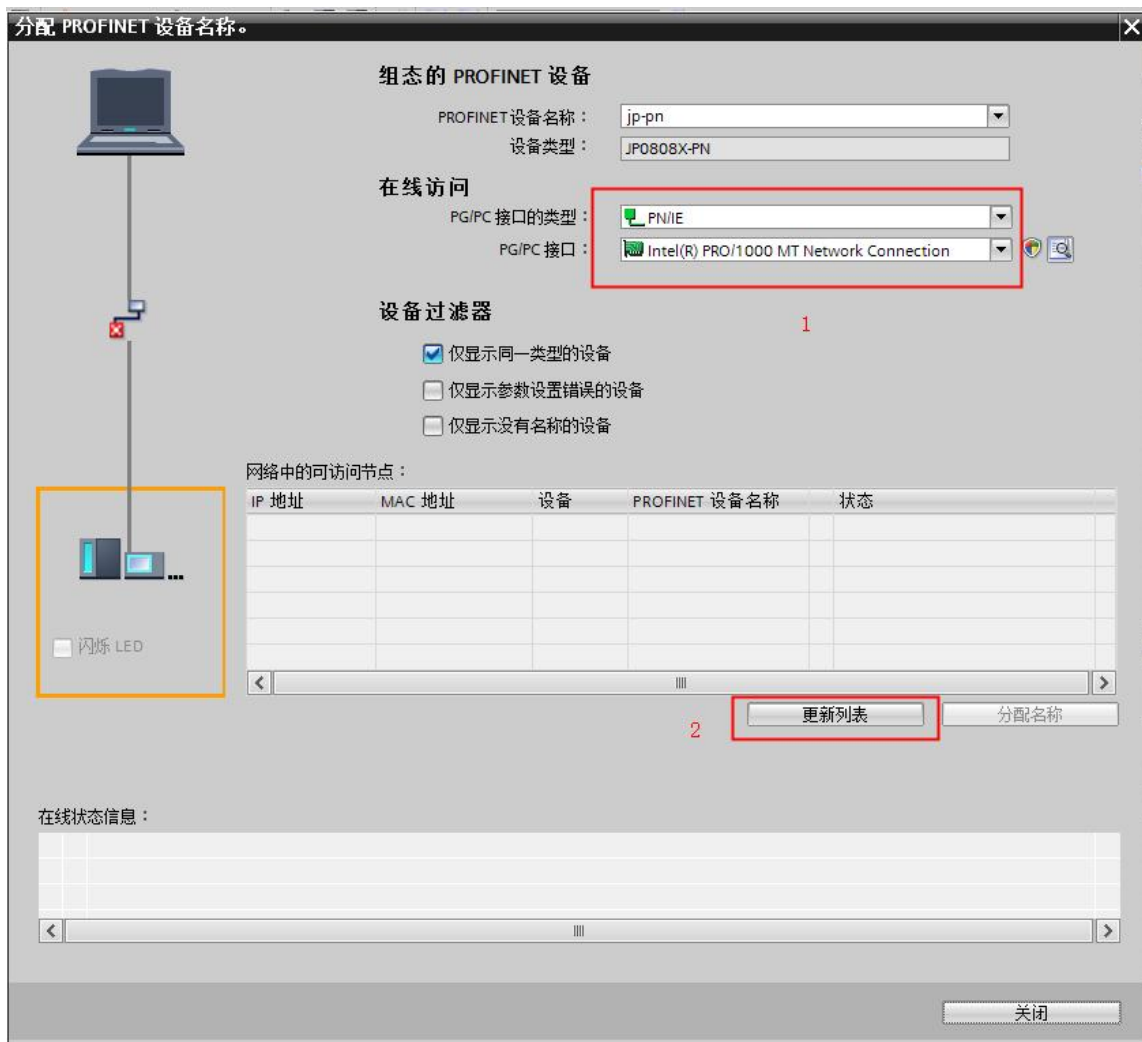 分配 PROFINET 设备名称。
组态的 PROFINET 设备
PROFINET设备名称： jp-pn
设备类型： JP0808X-PN
在线访问
PG/PC 接口的类型： PN/IE
PG/PC 接口： Intel(R) PRO/1000 MT Network Connection
1
设备过滤器
仅显示同一类型的设备
仅显示参数设置错误的设备
仅显示没有名称的设备
网络中的可访问节点：
IP 地址 MAC 地址 设备 PROFINET 设备名称 状态
闪烁 LED
2 更新列表 分配名称
在线状态信息：
关闭